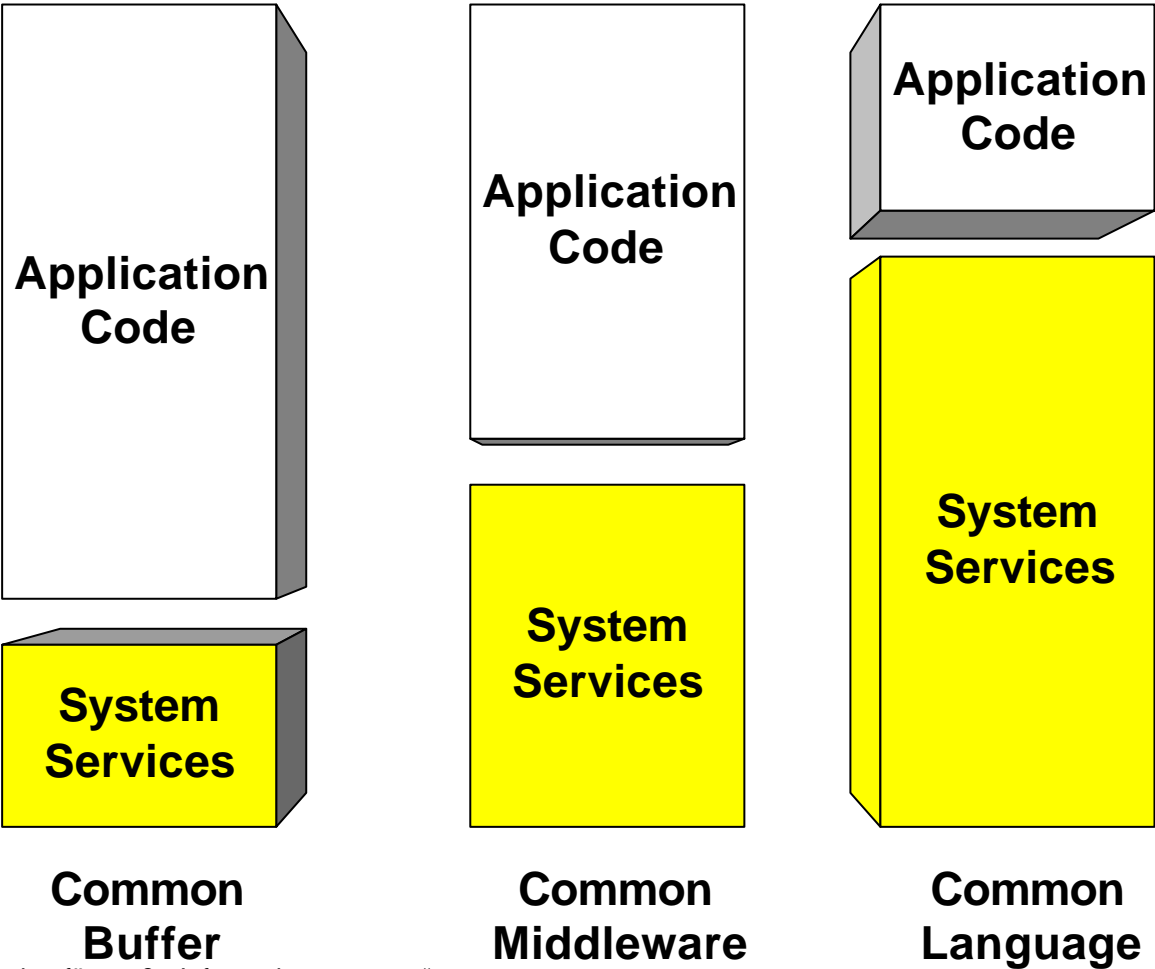 Application
Code
System
Services
Common
Buffer
Application
Code
System
Services
Common
Middleware
Application
Code
System
Services
Common
Language